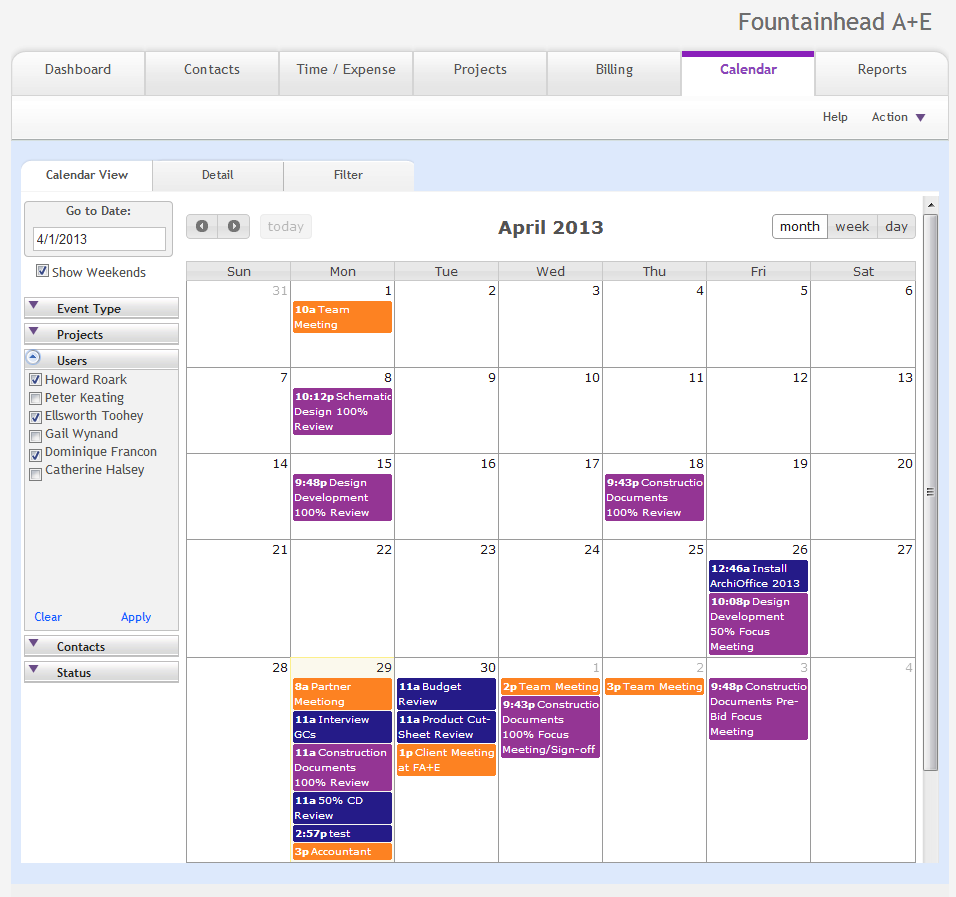 Fountainhead A+E
Dashboard
Contacts
Time / Expense
Projects
Billing
Calendar
Reports
Help
Action
Calendar View
Detail
Filter
Go to Date:
4/1/2013
Show Weekends
Event Type
Projects
Users
Howard Roark
Peter Keating
Ellsworth Toohey
Gail Wynand
Dominique Francon
Catherine Halsey
Clear
Apply
Contacts
Status
today
April 2013
month
week
day
Sun
Mon
Tue
Wed
Thu
Fri
Sat
31
1
2
3
4
5
6
10a Team
Meeting
7
8
9
10
11
12
13
10:12p Schematic
Design 100%
Review
14
15
16
17
18
19
20
9:48p Design
Development
100% Review
9:43p Constructio
Documents
100% Review
21
22
23
24
25
26
27
12:46a Install
ArchiOffice 2013
10:08p Design
Development
50% Focus
Meeting
28
29
30
1
2
3
4
8a Partner
Meetiong
11a Interview
GCs
11a Construction
Documents
100% Review
11a 50% CD
Review
2:57p test
3p Accountant
11a Budget
Review
11a Product Cut-
Sheet Review
1p Client Meeting
at FA+E
2p Team Meeting
9:43p Constructio
Documents
100% Focus
Meeting/Sign-off
3p Team Meeting
9:48p Constructio
Documents Pre-
Bid Focus
Meeting